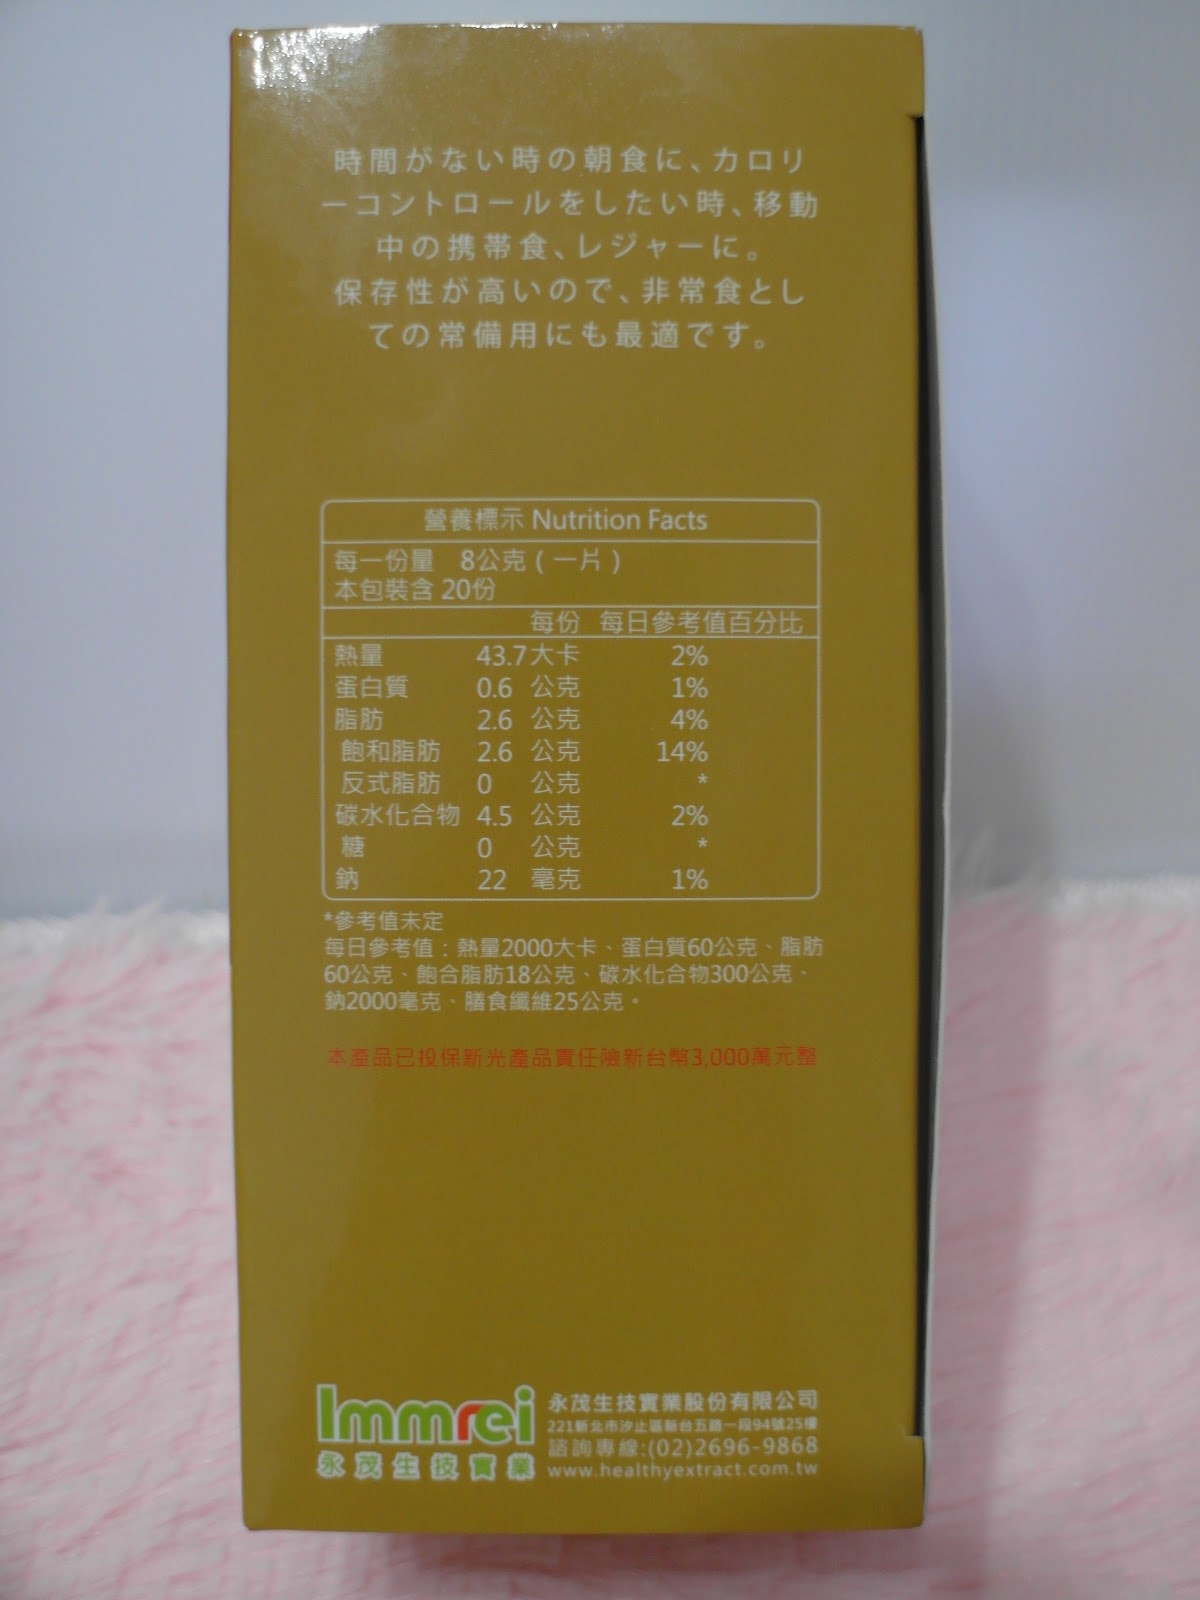 時間がない時の朝食に、カロリ
ーコントロールをしたい時、移動
中の携帯食、レジャーに。
保存性が高いので、非常食とし
ての常備用にも最適です。
營養標示 Nutrition Facts
每一份量 8公克 ( 一片 )
本包裝含 20份
每份 每日參考值百分比
熱量 43.7大卡 2%
蛋白質 0.6 公克 1%
脂肪 2.6 公克 4%
飽和脂肪 2.6 公克 14%
反式脂肪 0 公克 *
碳水化合物 4.5 公克 2%
糖 0 公克 *
鈉 22 毫克 1%
*參考值未定
每日參考值：熱量2000大卡、蛋白質60公克、脂肪
60公克、飽合脂肪18公克、碳水化合物300公克、
鈉2000毫克、膳食纖維25公克。
本產品已投保新光產品責任險新台幣3,000萬元整
Immrei
永茂生技實業
永茂生技實業股份有限公司
221新北市汐止區新台五路一段94號25樓
諮詢專線:(02)2696-9868
www.healthyextract.com.tw